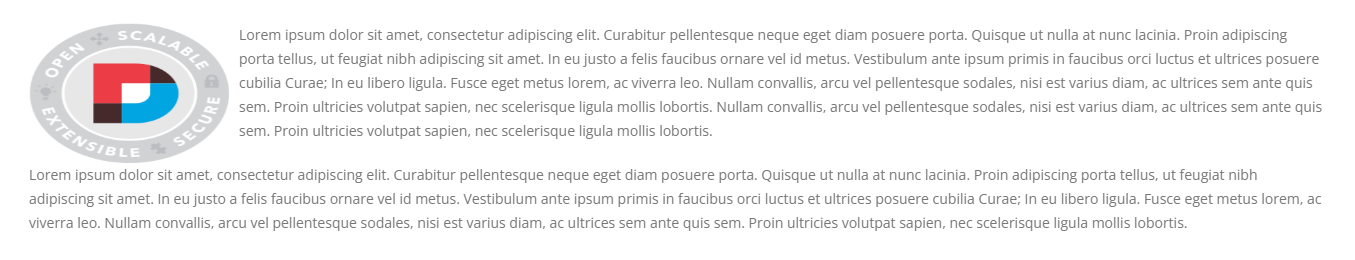 OPEN
SCALABLE
EXTENSIBLE
SECURE
Lorem ipsum dolor sit amet, consectetur adipiscing elit. Curabitur pellentesque neque eget diam posuere porta. Quisque ut nulla at nunc lacinia. Proin adipiscing
porta tellus, ut feugiat nibh adipiscing sit amet. In eu justo a felis faucibus ornare vel id metus. Vestibulum ante ipsum primis in faucibus orci luctus et ultrices posuere
cubilia Curae; In eu libero ligula. Fusce eget metus lorem, ac viverra leo. Nullam convallis, arcu vel pellentesque sodales, nisi est varius diam, ac ultrices sem ante quis
sem. Proin ultricies volutpat sapien, nec scelerisque ligula mollis lobortis. Nullam convallis, arcu vel pellentesque sodales, nisi est varius diam, ac ultrices sem ante quis
sem. Proin ultricies volutpat sapien, nec scelerisque ligula mollis lobortis.
Lorem ipsum dolor sit amet, consectetur adipiscing elit. Curabitur pellentesque neque eget diam posuere porta. Quisque ut nulla at nunc lacinia. Proin adipiscing porta tellus, ut feugiat nibh
adipiscing sit amet. In eu justo a felis faucibus ornare vel id metus. Vestibulum ante ipsum primis in faucibus orci luctus et ultrices posuere cubilia Curae; In eu libero ligula. Fusce eget metus lorem, ac
viverra leo. Nullam convallis, arcu vel pellentesque sodales, nisi est varius diam, ac ultrices sem ante quis sem. Proin ultricies volutpat sapien, nec scelerisque ligula mollis lobortis.